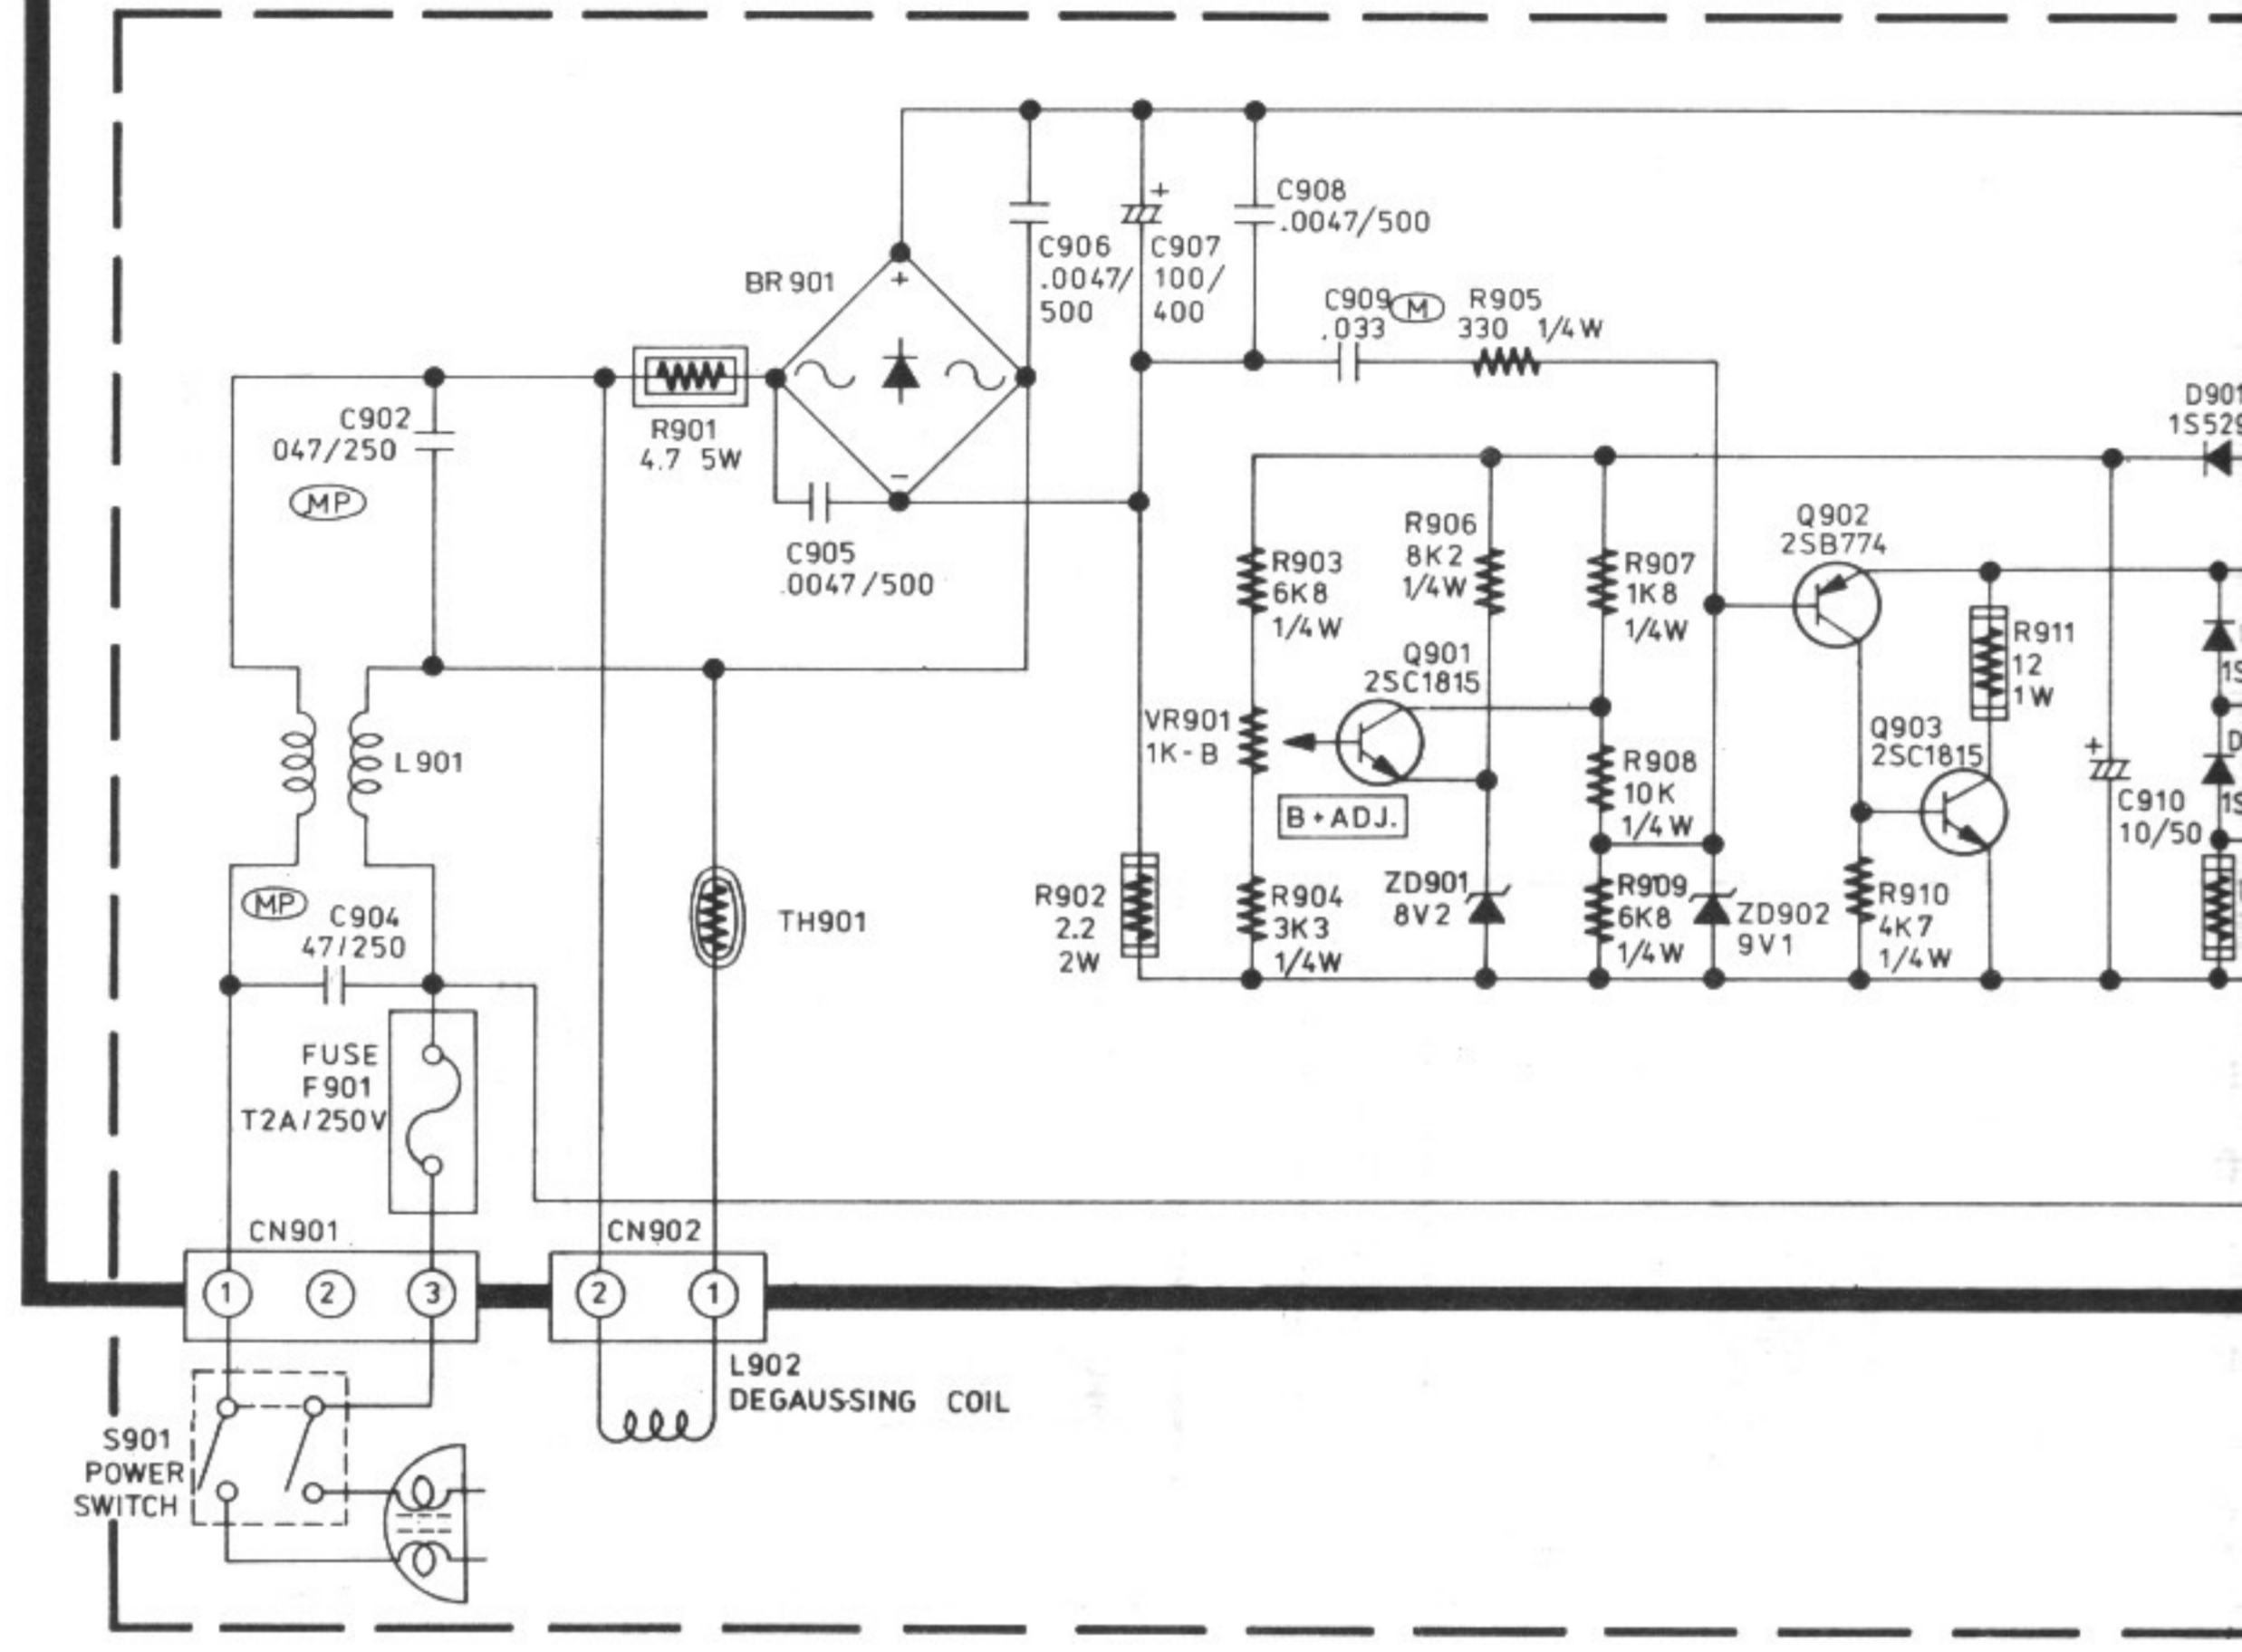 C908
.0047/500
C906
.0047/
500
C907
100/
400
+
BR901
+
−
C909 M
.033
R905
330 1/4W
C902
047/250
MP
R901
4.7 5W
C905
.0047/500
D901
1S529
R903
6K8
1/4W
R906
8K2
1/4W
R907
1K8
1/4W
Q902
2SB774
Q901
2SC1815
VR901
1K-B
B+ADJ.
R908
10K
1/4W
R911
12
1W
Q903
2SC1815
+
C910
10/50
1S
D
1S
L901
MP
C904
47/250
TH901
R902
2.2
2W
R904
3K3
1/4W
ZD901
8V2
R909
6K8
1/4W
ZD902
9V1
R910
4K7
1/4W
FUSE
F901
T2A/250V
CN901
1 2 3
CN902
2 1
L902
DEGAUSSING COIL
S901
POWER
SWITCH